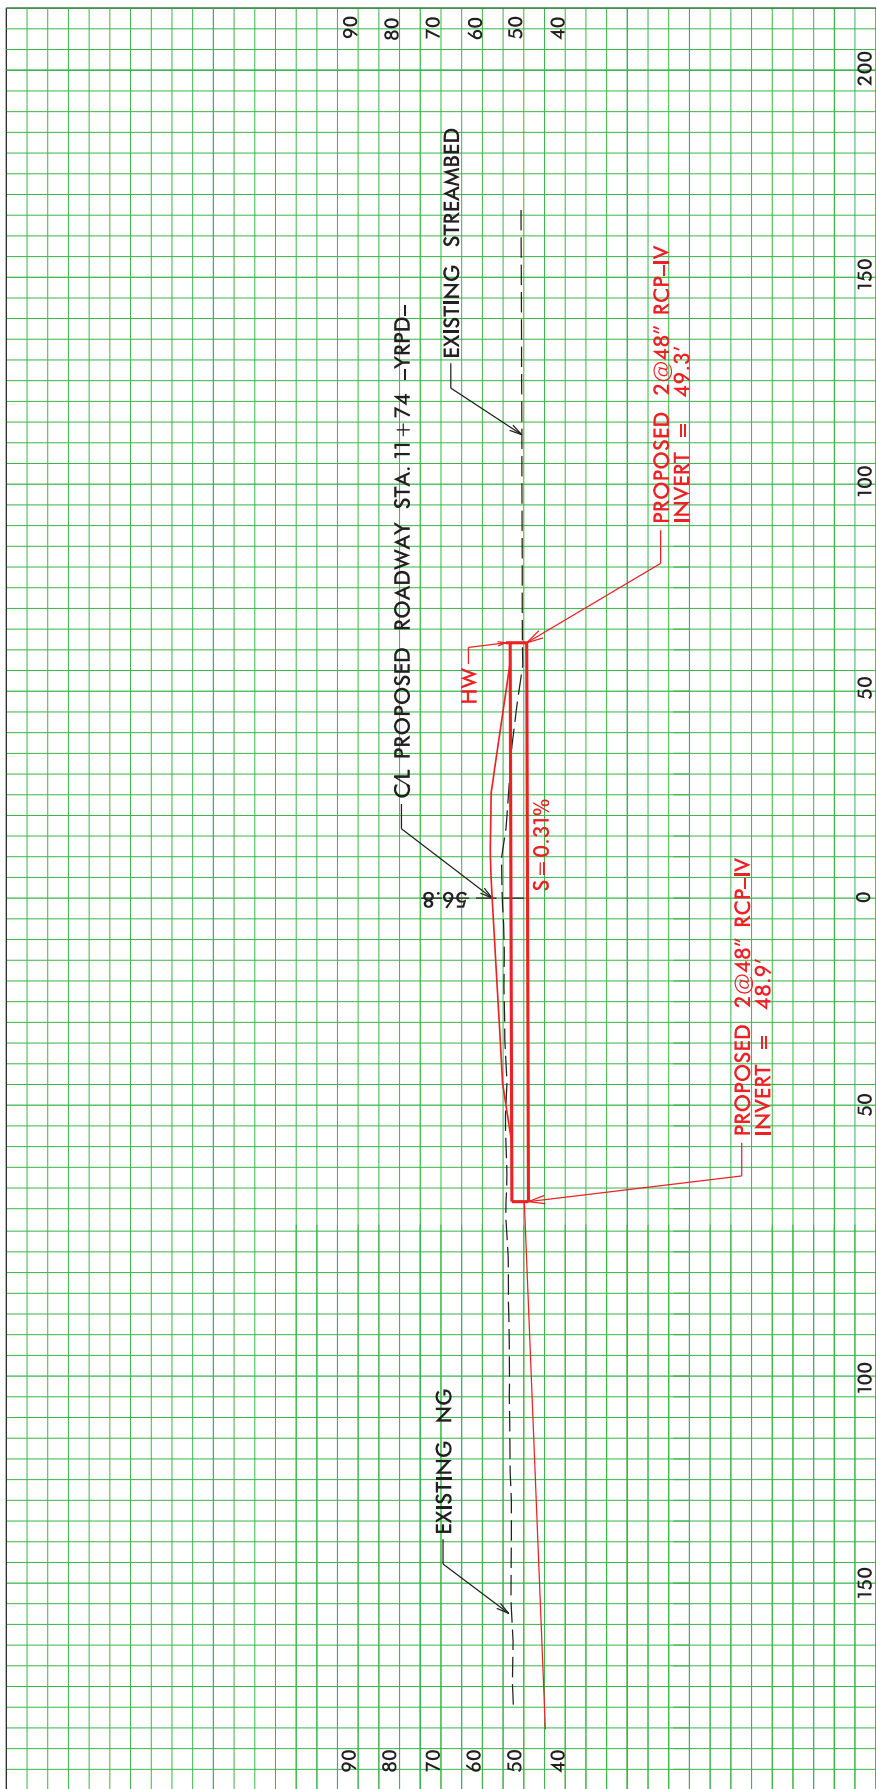 90
80
70
60
50
40
90
80
70
60
50
40
EXISTING NG
C/L PROPOSED ROADWAY STA. 11+74 -YRPD-
EXISTING STREAMBED
56.8
HW
S=0.31%
PROPOSED 2@48" RCP-IV
INVERT = 49.3'
PROPOSED 2@48" RCP-IV
INVERT = 48.9'
150
100
50
0
50
100
150
200